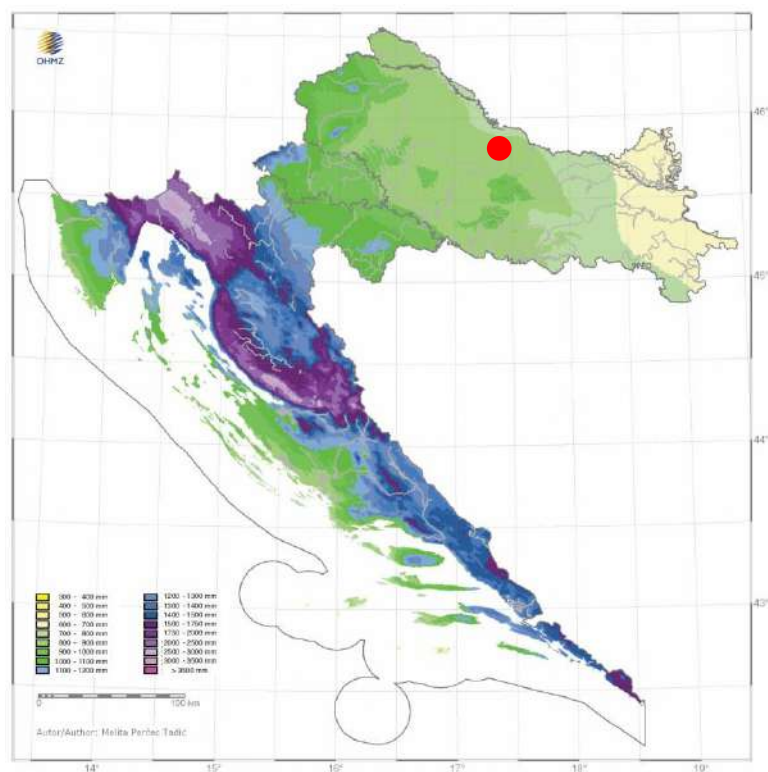 DHMZ
46°
45°
44°
43°
300 - 400 mm
400 - 500 mm
500 - 600 mm
600 - 700 mm
700 - 800 mm
800 - 900 mm
900 - 1000 mm
1000 - 1100 mm
1100 - 1200 mm
1200 - 1300 mm
1300 - 1400 mm
1400 - 1500 mm
1500 - 1750 mm
1750 - 2000 mm
2000 - 2500 mm
2500 - 3000 mm
3000 - 3500 mm
> 3500 mm
0 100 km
Autor/Author: Melita Perčec Tadić
14° 15° 16° 17° 18° 19°